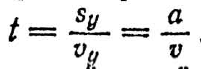 t = s_y / v_y = a / v.